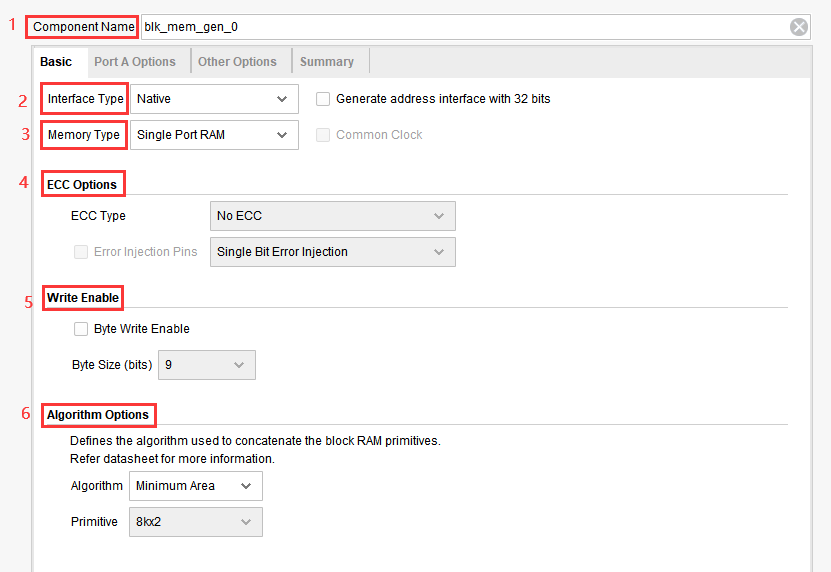 1 Component Name blk_mem_gen_0
Basic Port A Options Other Options Summary
2 Interface Type Native Generate address interface with 32 bits
3 Memory Type Single Port RAM Common Clock
4 ECC Options
ECC Type No ECC
Error Injection Pins Single Bit Error Injection
5 Write Enable
Byte Write Enable
Byte Size (bits) 9
6 Algorithm Options
Defines the algorithm used to concatenate the block RAM primitives.
Refer datasheet for more information.
Algorithm Minimum Area
Primitive 8kx2